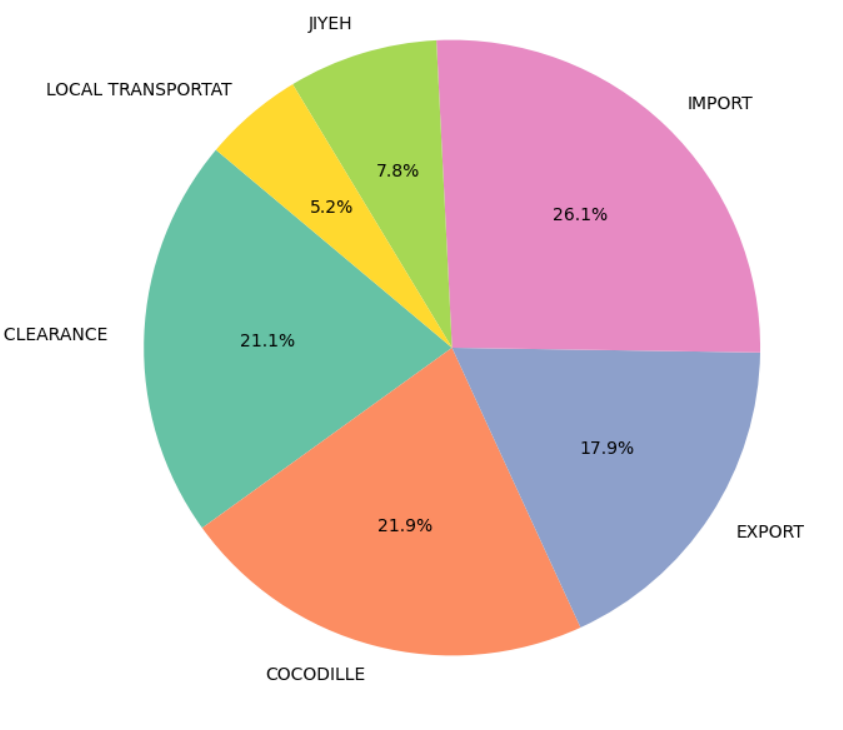 JIYEH
LOCAL TRANSPORTAT
IMPORT
7.8%
5.2%
26.1%
CLEARANCE
21.1%
17.9%
21.9%
EXPORT
COCODILLE